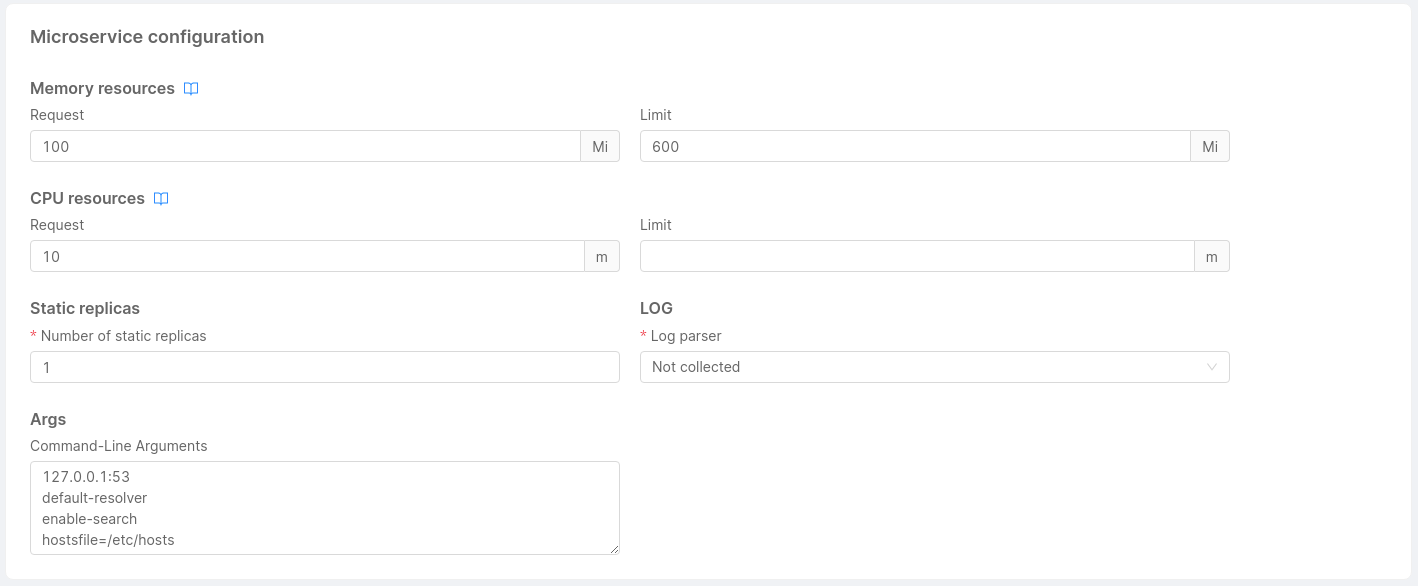 Microservice configuration
Memory resources
Request
Limit
100 Mi
600 Mi
CPU resources
Request
Limit
10 m
m
Static replicas
LOG
* Number of static replicas
* Log parser
1
Not collected
Args
Command-Line Arguments
127.0.0.1:53
default-resolver
enable-search
hostsfile=/etc/hosts